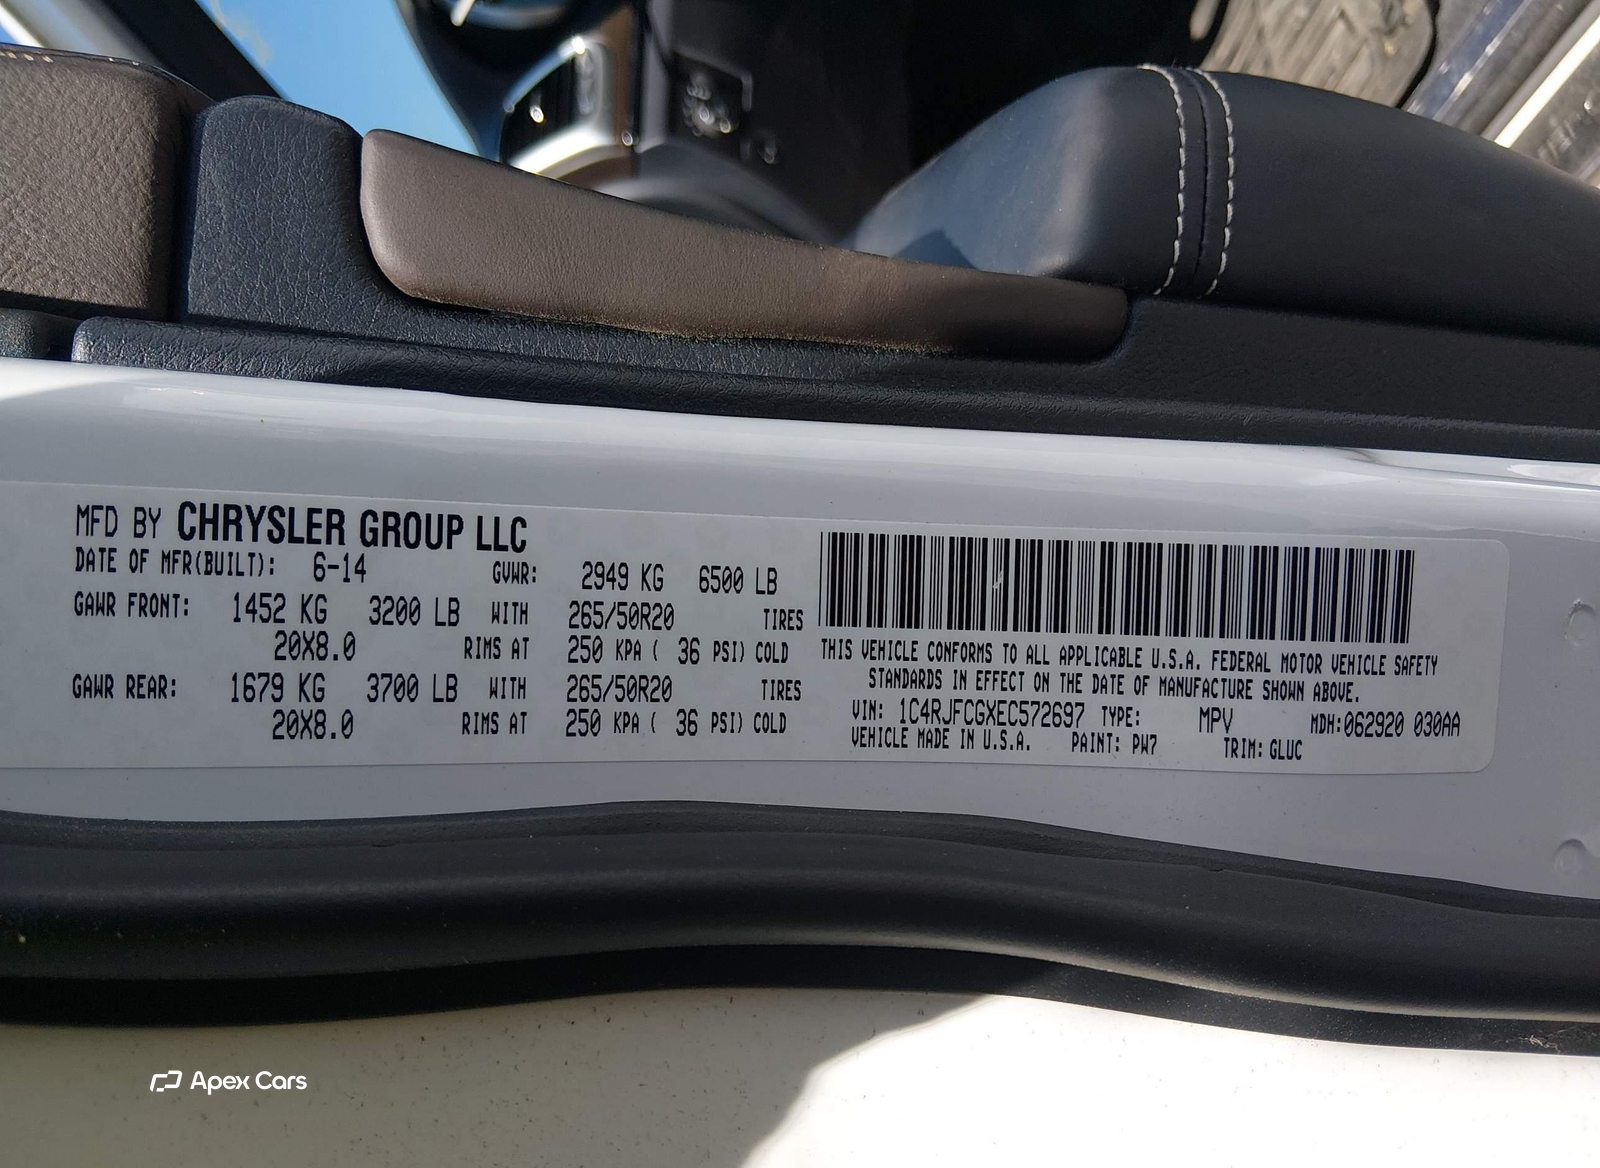 MFD BY CHRYSLER GROUP LLC
DATE OF MFR(BUILT): 6-14 GVWR: 2949 KG 6500 LB
GAWR FRONT: 1452 KG 3200 LB WITH 265/50R20 TIRES
20X8.0 RIMS AT 250 KPA ( 36 PSI) COLD
GAWR REAR: 1679 KG 3700 LB WITH 265/50R20 TIRES
20X8.0 RIMS AT 250 KPA ( 36 PSI) COLD
THIS VEHICLE CONFORMS TO ALL APPLICABLE U.S.A. FEDERAL MOTOR VEHICLE SAFETY
STANDARDS IN EFFECT ON THE DATE OF MANUFACTURE SHOWN ABOVE.
VIN: 1C4RJFCGXEC572697 TYPE: MPV MDH:062920 030AA
VEHICLE MADE IN U.S.A. PAINT: PW7 TRIM: GLUC
Apex Cars